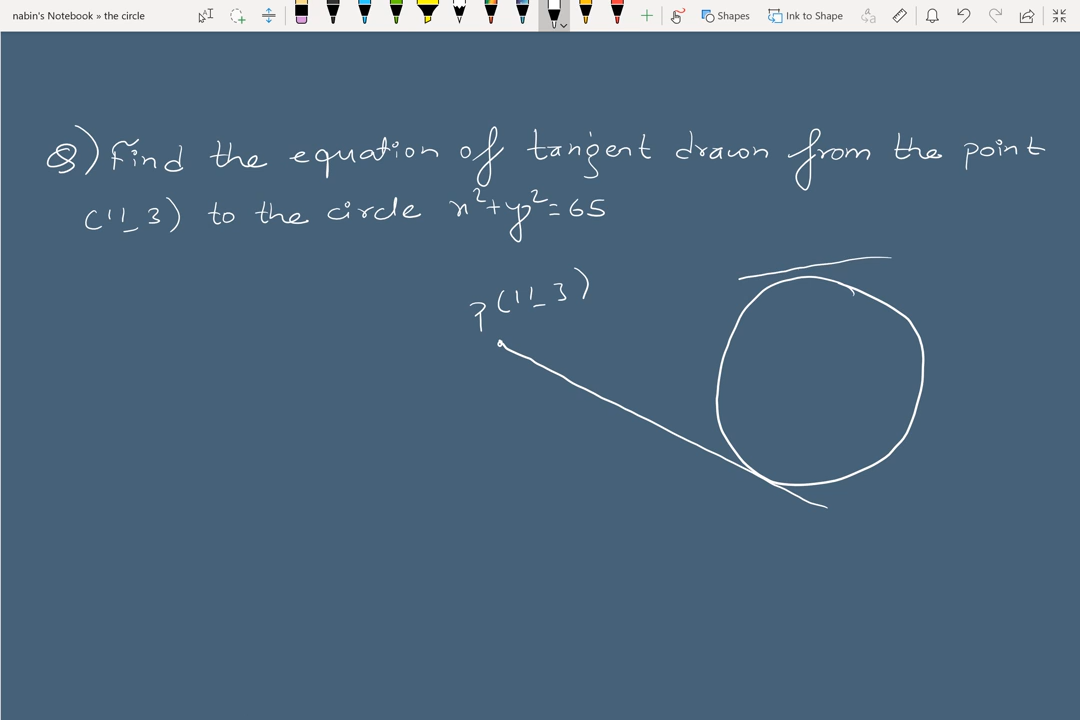 nabin's Notebook » the circle
Shapes
Ink to Shape
Q) Find the equation of tangent drawn from the point
(11, 3) to the circle x²+y²=65
P(11, 3)